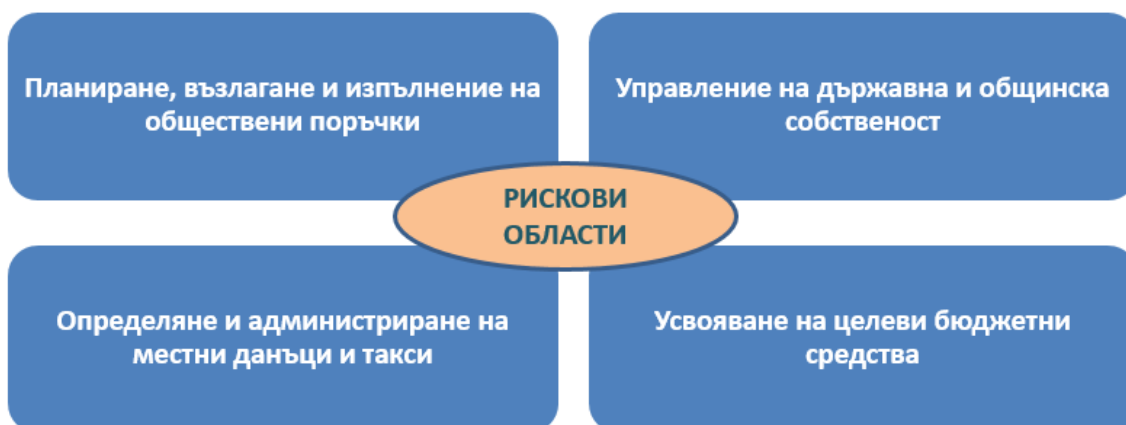 Планиране, възлагане и изпълнение на
обществени поръчки
Управление на държавна и общинска
собственост
РИСКОВИ
ОБЛАСТИ
Определяне и администриране на
местни данъци и такси
Усвояване на целеви бюджетни
средства